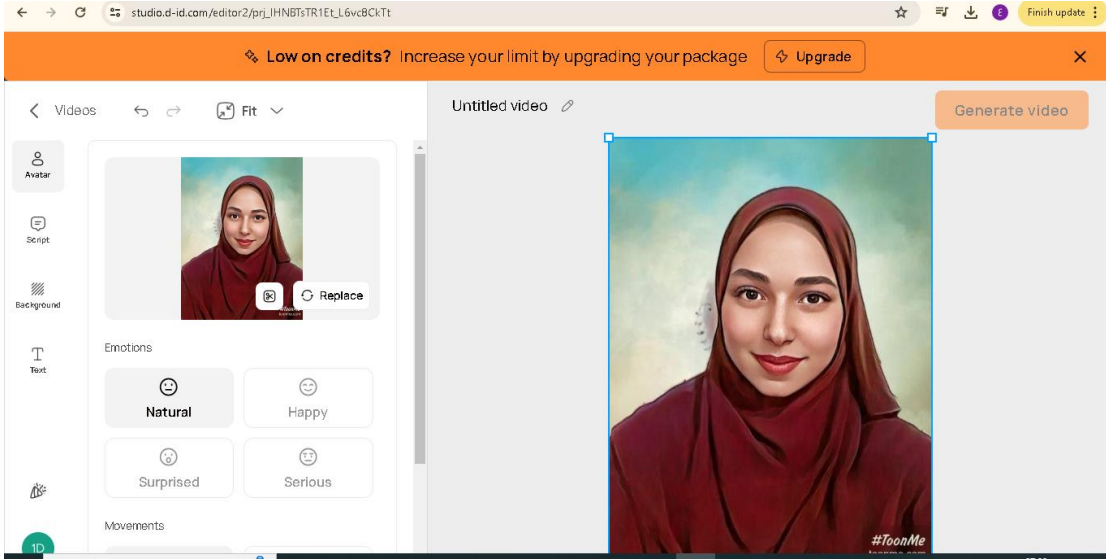 studio.d-id.com/editor2/prj_IHNBTsTR1Et_L6vc8CkTt
E
Finish update
Low on credits? Increase your limit by upgrading your package
Upgrade
Videos
Fit
Untitled video
Generate video
Avatar
Script
Background
Text
1D
Replace
Emotions
Natural
Happy
Surprised
Serious
Movements
#ToonMe